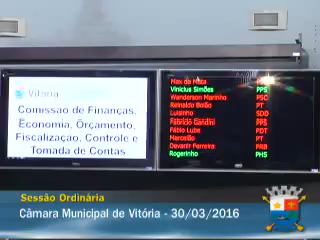 Vitória
Comissão de Finanças,
Economia, Orçamento,
Fiscalização, Controle e
Tomada de Contas
Max da Mata PSD
Vinicius Simões PPS
Wanderson Marinho PSC
Reinaldo Bolão PT
Luisinho SDD
Fabrício Gandini PPS
Fábio Lube PDT
Marcelão PT
Devanir Ferreira PRB
Rogerinho PHS
Sessão Ordinária
Câmara Municipal de Vitória - 30/03/2016